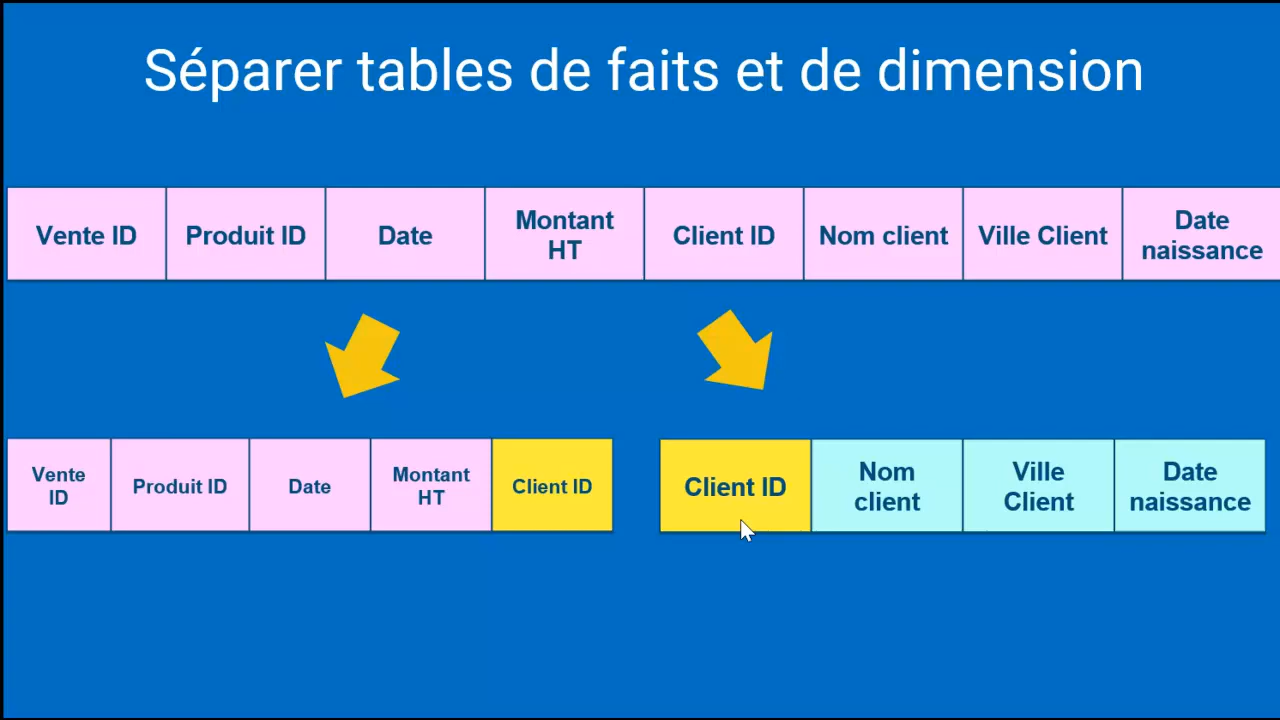 Séparer tables de faits et de dimension
Vente ID
Produit ID
Date
Montant
HT
Client ID
Nom client
Ville Client
Date
naissance
Vente
ID
Produit ID
Date
Montant
HT
Client ID
Client ID
Nom
client
Ville
Client
Date
naissance